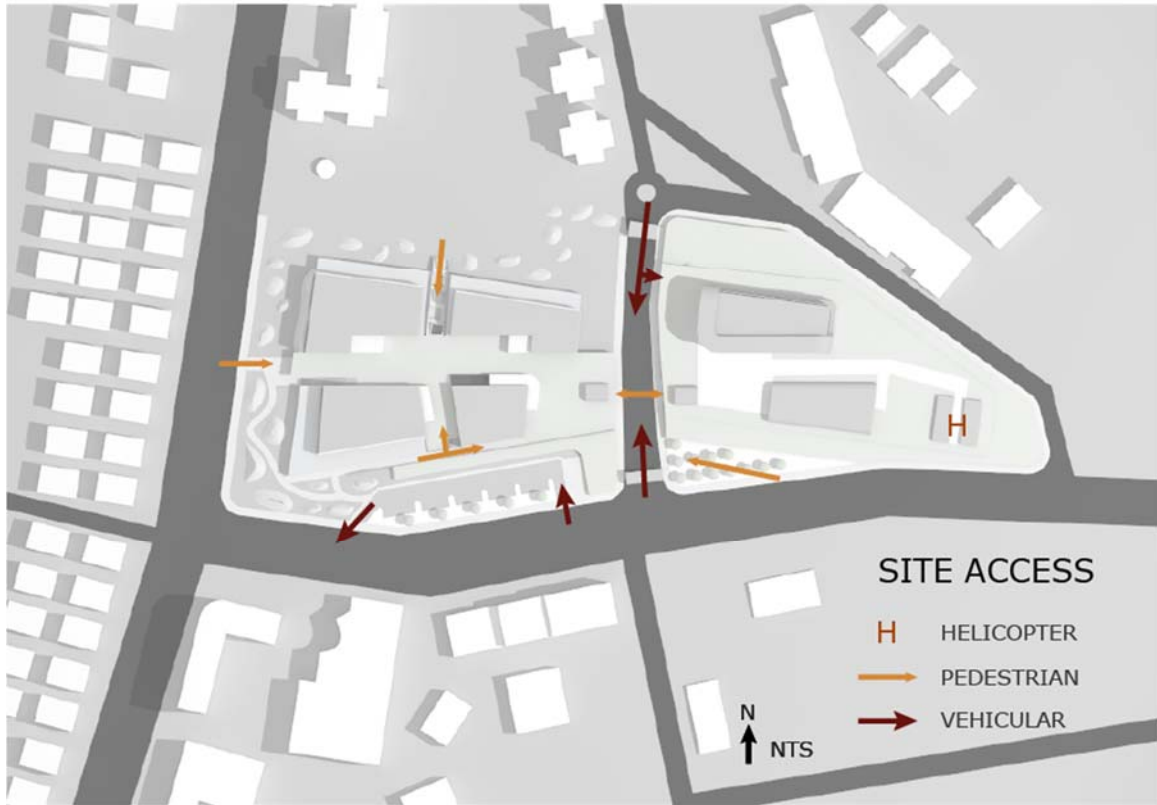 H
SITE ACCESS
H HELICOPTER
PEDESTRIAN
VEHICULAR
N
NTS